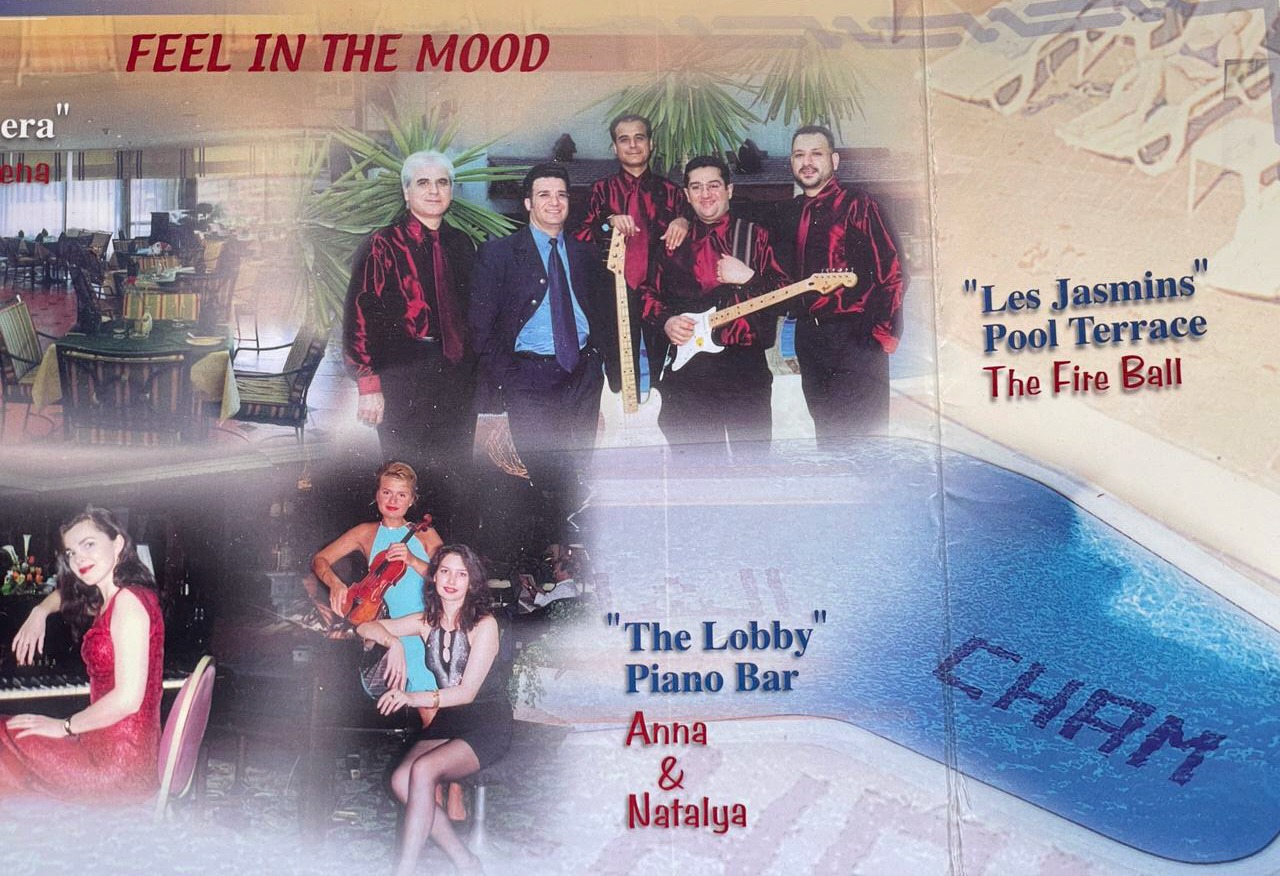 FEEL IN THE MOOD
era"
ena
"Les Jasmins"
Pool Terrace
The Fire Ball
"The Lobby"
Piano Bar
Anna
&
Natalya
CHAM